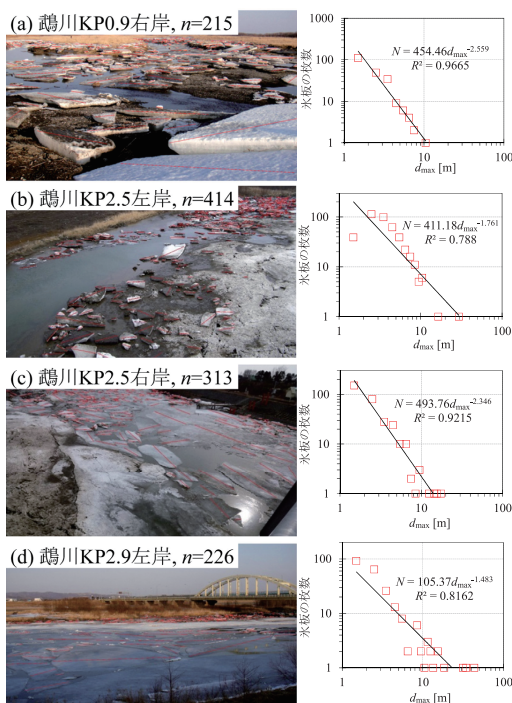 (a) 鵡川KP0.9右岸, n=215
1000
100
10
1
氷板の枚数
N = 454.46dmax^-2.559
R² = 0.9665
1 10 100
dmax [m]
(b) 鵡川KP2.5左岸, n=414
100
10
1
氷板の枚数
N = 411.18dmax^-1.761
R² = 0.788
1 10 100
dmax [m]
(c) 鵡川KP2.5右岸, n=313
100
10
1
氷板の枚数
N = 493.76dmax^-2.346
R² = 0.9215
1 10 100
dmax [m]
(d) 鵡川KP2.9左岸, n=226
100
10
1
氷板の枚数
N = 105.37dmax^-1.483
R² = 0.8162
1 10 100
dmax [m]